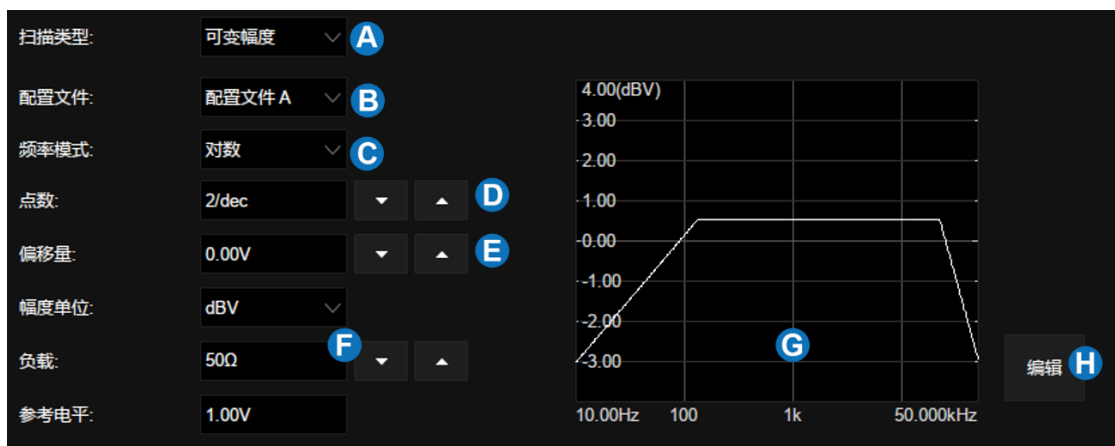 扫描类型: 可变幅度 A
配置文件: 配置文件 A B
频率模式: 对数 C
点数: 2/dec D
偏移量: 0.00V E
幅度单位: dBV
F
负载: 50Ω
参考电平: 1.00V
4.00(dBV)
3.00
2.00
1.00
-0.00
-1.00
-2.00
G
-3.00
10.00Hz 100 1k 50.000kHz
编辑 H